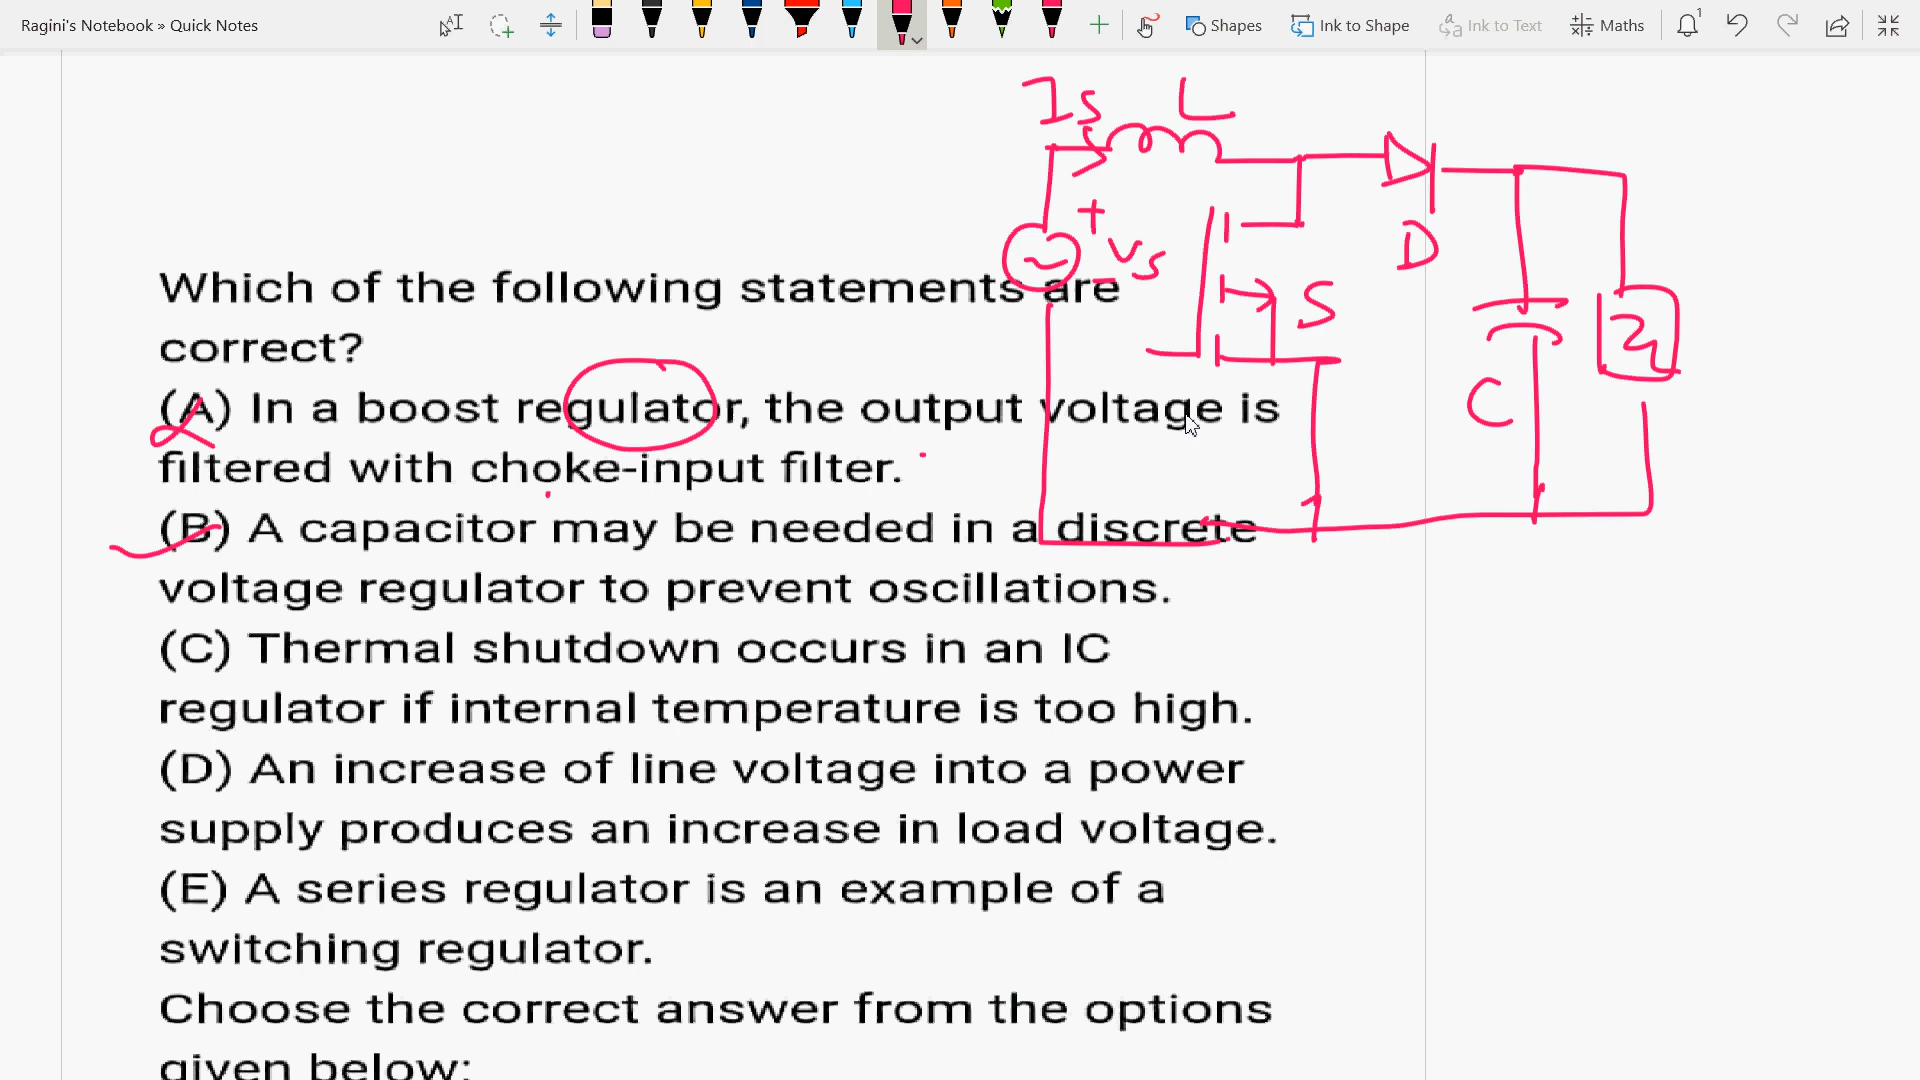 Ragini's Notebook » Quick Notes
Shapes
Ink to Shape
Ink to Text
Maths
1
Is L
+
Vs
-
D
S
C
Which of the following statements are
correct?
(A) In a boost regulator, the output voltage is
filtered with choke-input filter.
(B) A capacitor may be needed in a discrete
voltage regulator to prevent oscillations.
(C) Thermal shutdown occurs in an IC
regulator if internal temperature is too high.
(D) An increase of line voltage into a power
supply produces an increase in load voltage.
(E) A series regulator is an example of a
switching regulator.
Choose the correct answer from the options
given below: